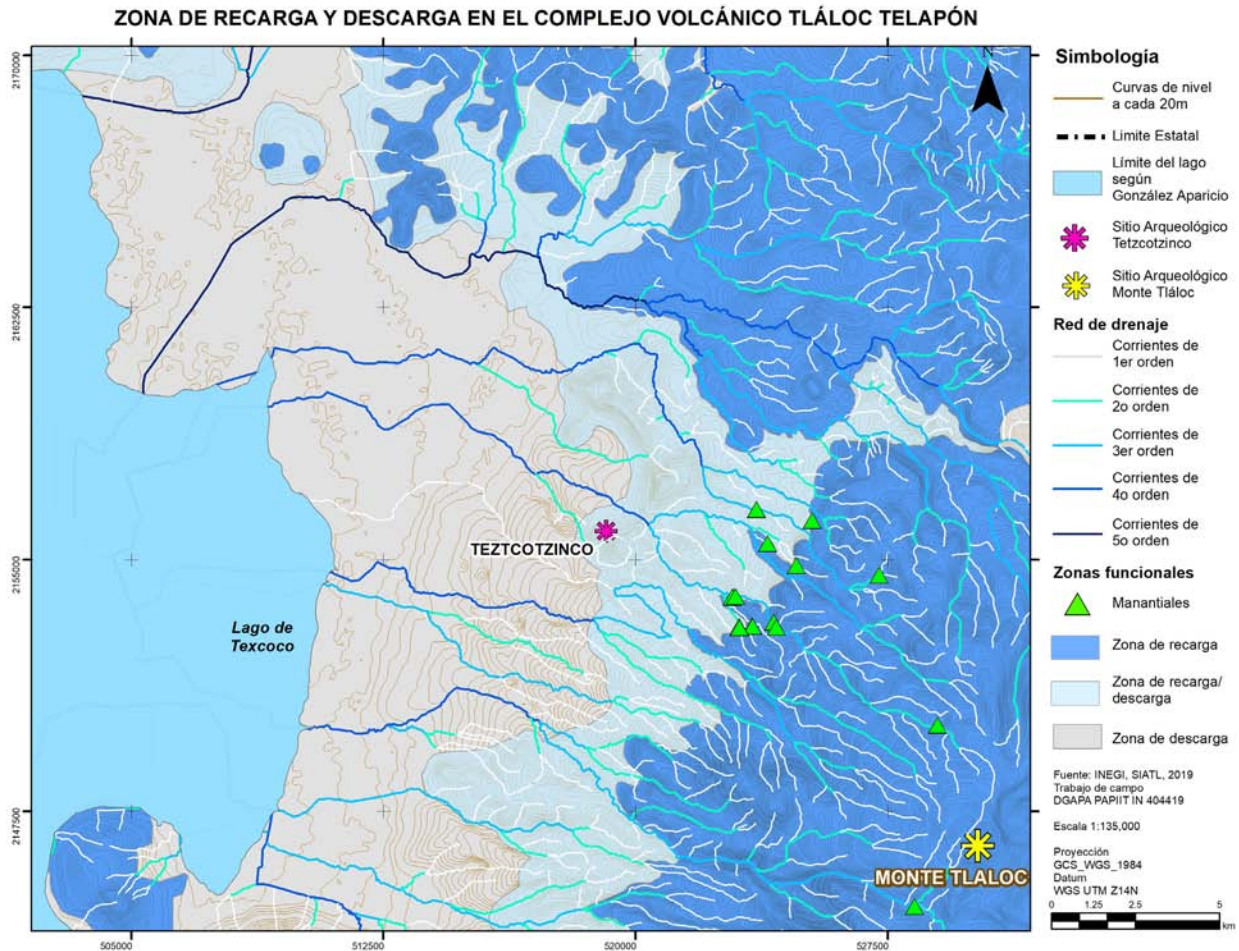 ZONA DE RECARGA Y DESCARGA EN EL COMPLEJO VOLCÁNICO TLÁLOC TELAPÓN
2170000
2162500
2155000
2147500
505000
512500
520000
527500
N
TEZTCOTZINCO
Lago de
Texcoco
MONTE TLALOC
Simbología
Curvas de nivel
a cada 20m
Limite Estatal
Límite del lago
según
González Aparicio
Sitio Arqueológico
Tetzcotzinco
Sitio Arqueológico
Monte Tláloc
Red de drenaje
Corrientes de
1er orden
Corrientes de
2o orden
Corrientes de
3er orden
Corrientes de
4o orden
Corrientes de
5o orden
Zonas funcionales
Manantiales
Zona de recarga
Zona de recarga/
descarga
Zona de descarga
Fuente: INEGI, SIATL, 2019
Trabajo de campo
DGAPA PAPIIT IN 404419
Escala 1:135,000
Proyección
GCS_WGS_1984
Datum
WGS UTM Z14N
0 1.25 2.5 5
km